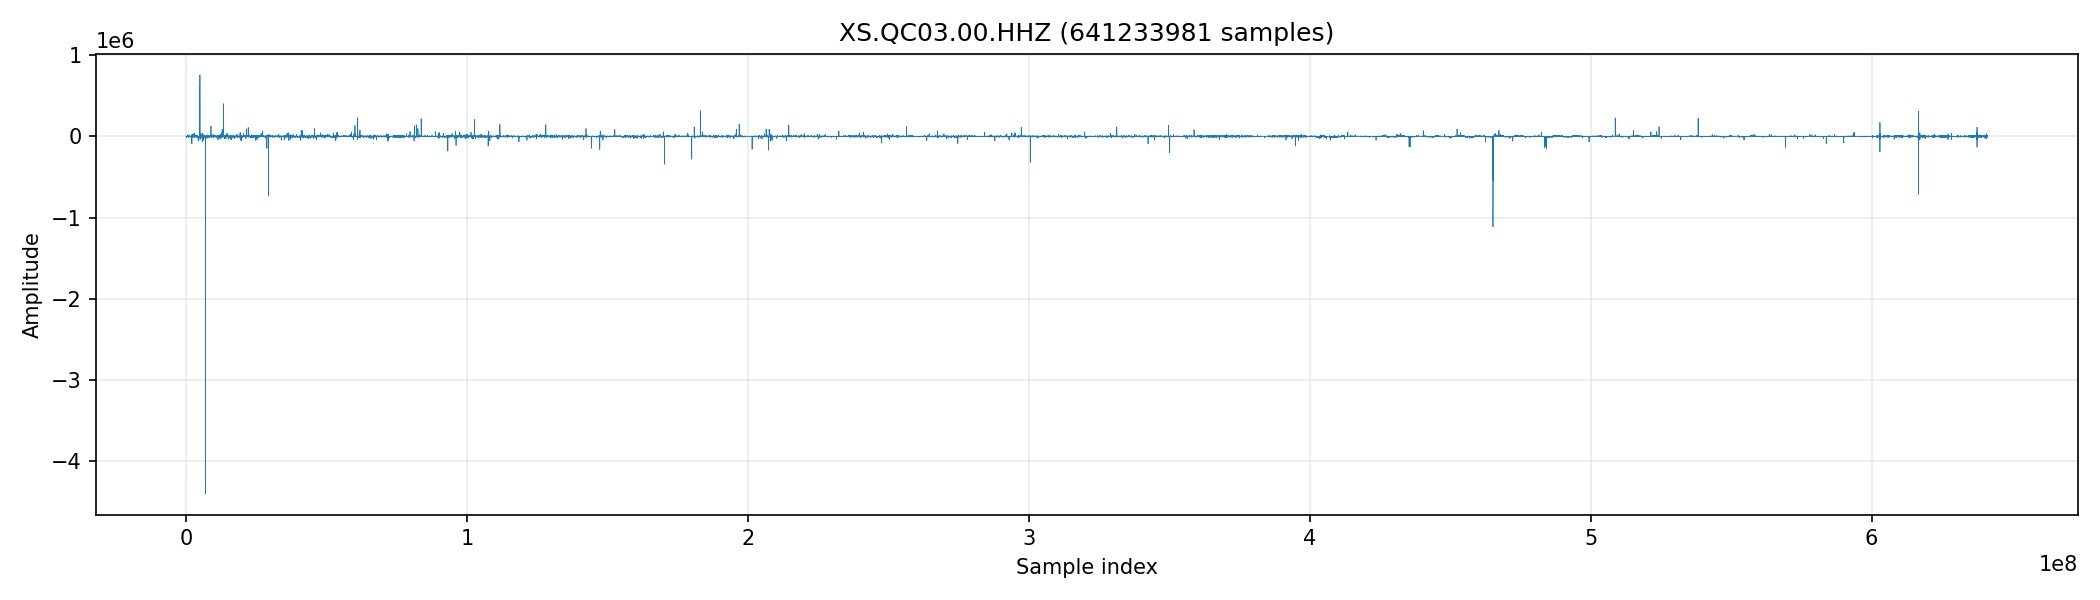 XS.QC03.00.HHZ (641233981 samples)
1e6
1
0
−1
−2
−3
−4
Amplitude
0 1 2 3 4 5 6
Sample index
1e8